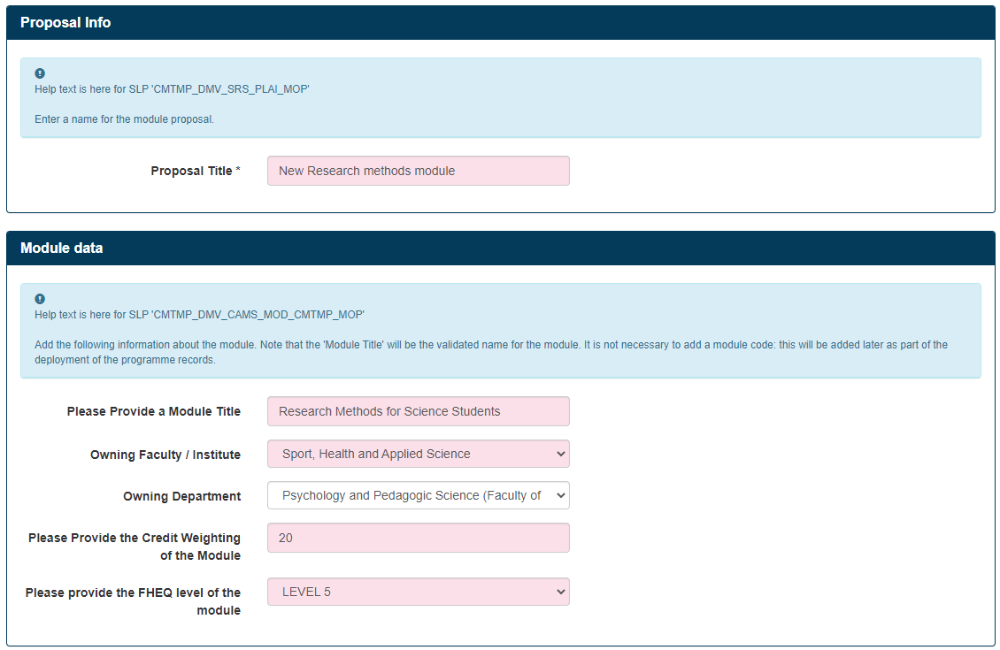 Proposal Info
Help text is here for SLP 'CMTMP_DMV_SRS_PLAI_MOP'
Enter a name for the module proposal.
Proposal Title *
New Research methods module
Module data
Help text is here for SLP 'CMTMP_DMV_CAMS_MOD_CMTMP_MOP'
Add the following information about the module. Note that the 'Module Title' will be the validated name for the module. It is not necessary to add a module code: this will be added later as part of the
deployment of the programme records.
Please Provide a Module Title
Research Methods for Science Students
Owning Faculty / Institute
Sport, Health and Applied Science
Owning Department
Psychology and Pedagogic Science (Faculty of
Please Provide the Credit Weighting
of the Module
20
Please provide the FHEQ level of the
module
LEVEL 5